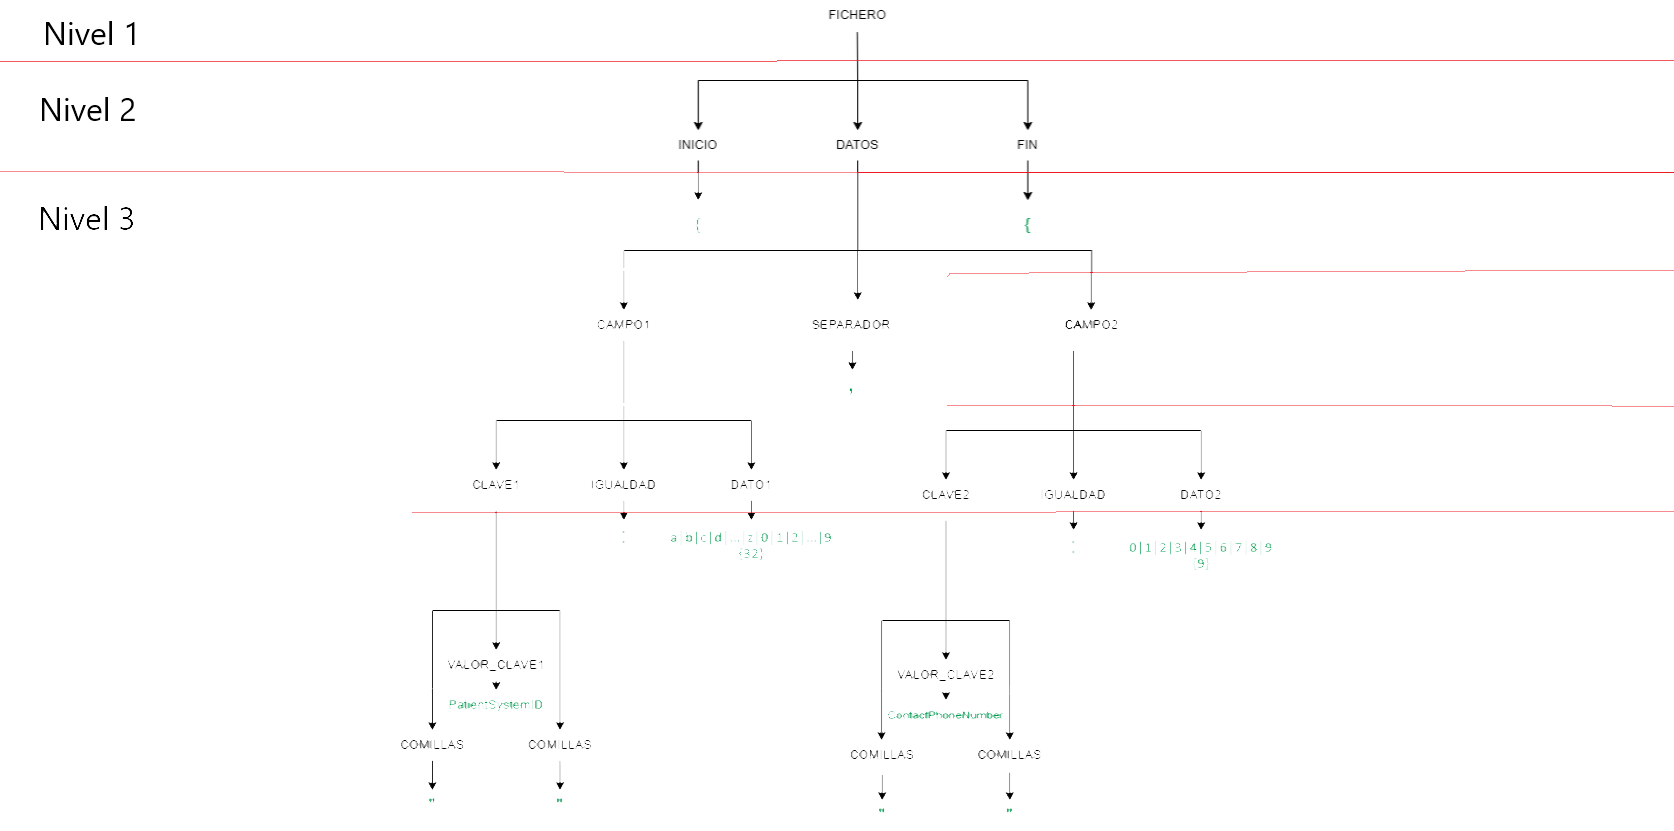 FICHERO
Nivel 1
Nivel 2
INICIO DATOS FIN
Nivel 3
{ {
CAMPO1 SEPARADOR CAMPO2
,
CLAVE1 IGUALDAD DATO1 CLAVE2 IGUALDAD DATO2
: a|b|c|d|...|z|0|1|2|...|9 : 0|1|2|3|4|5|6|7|8|9
{32} [9]
VALOR_CLAVE1 VALOR_CLAVE2
PatientSystemID ContactPhoneNumber
COMILLAS COMILLAS COMILLAS COMILLAS
" " " "